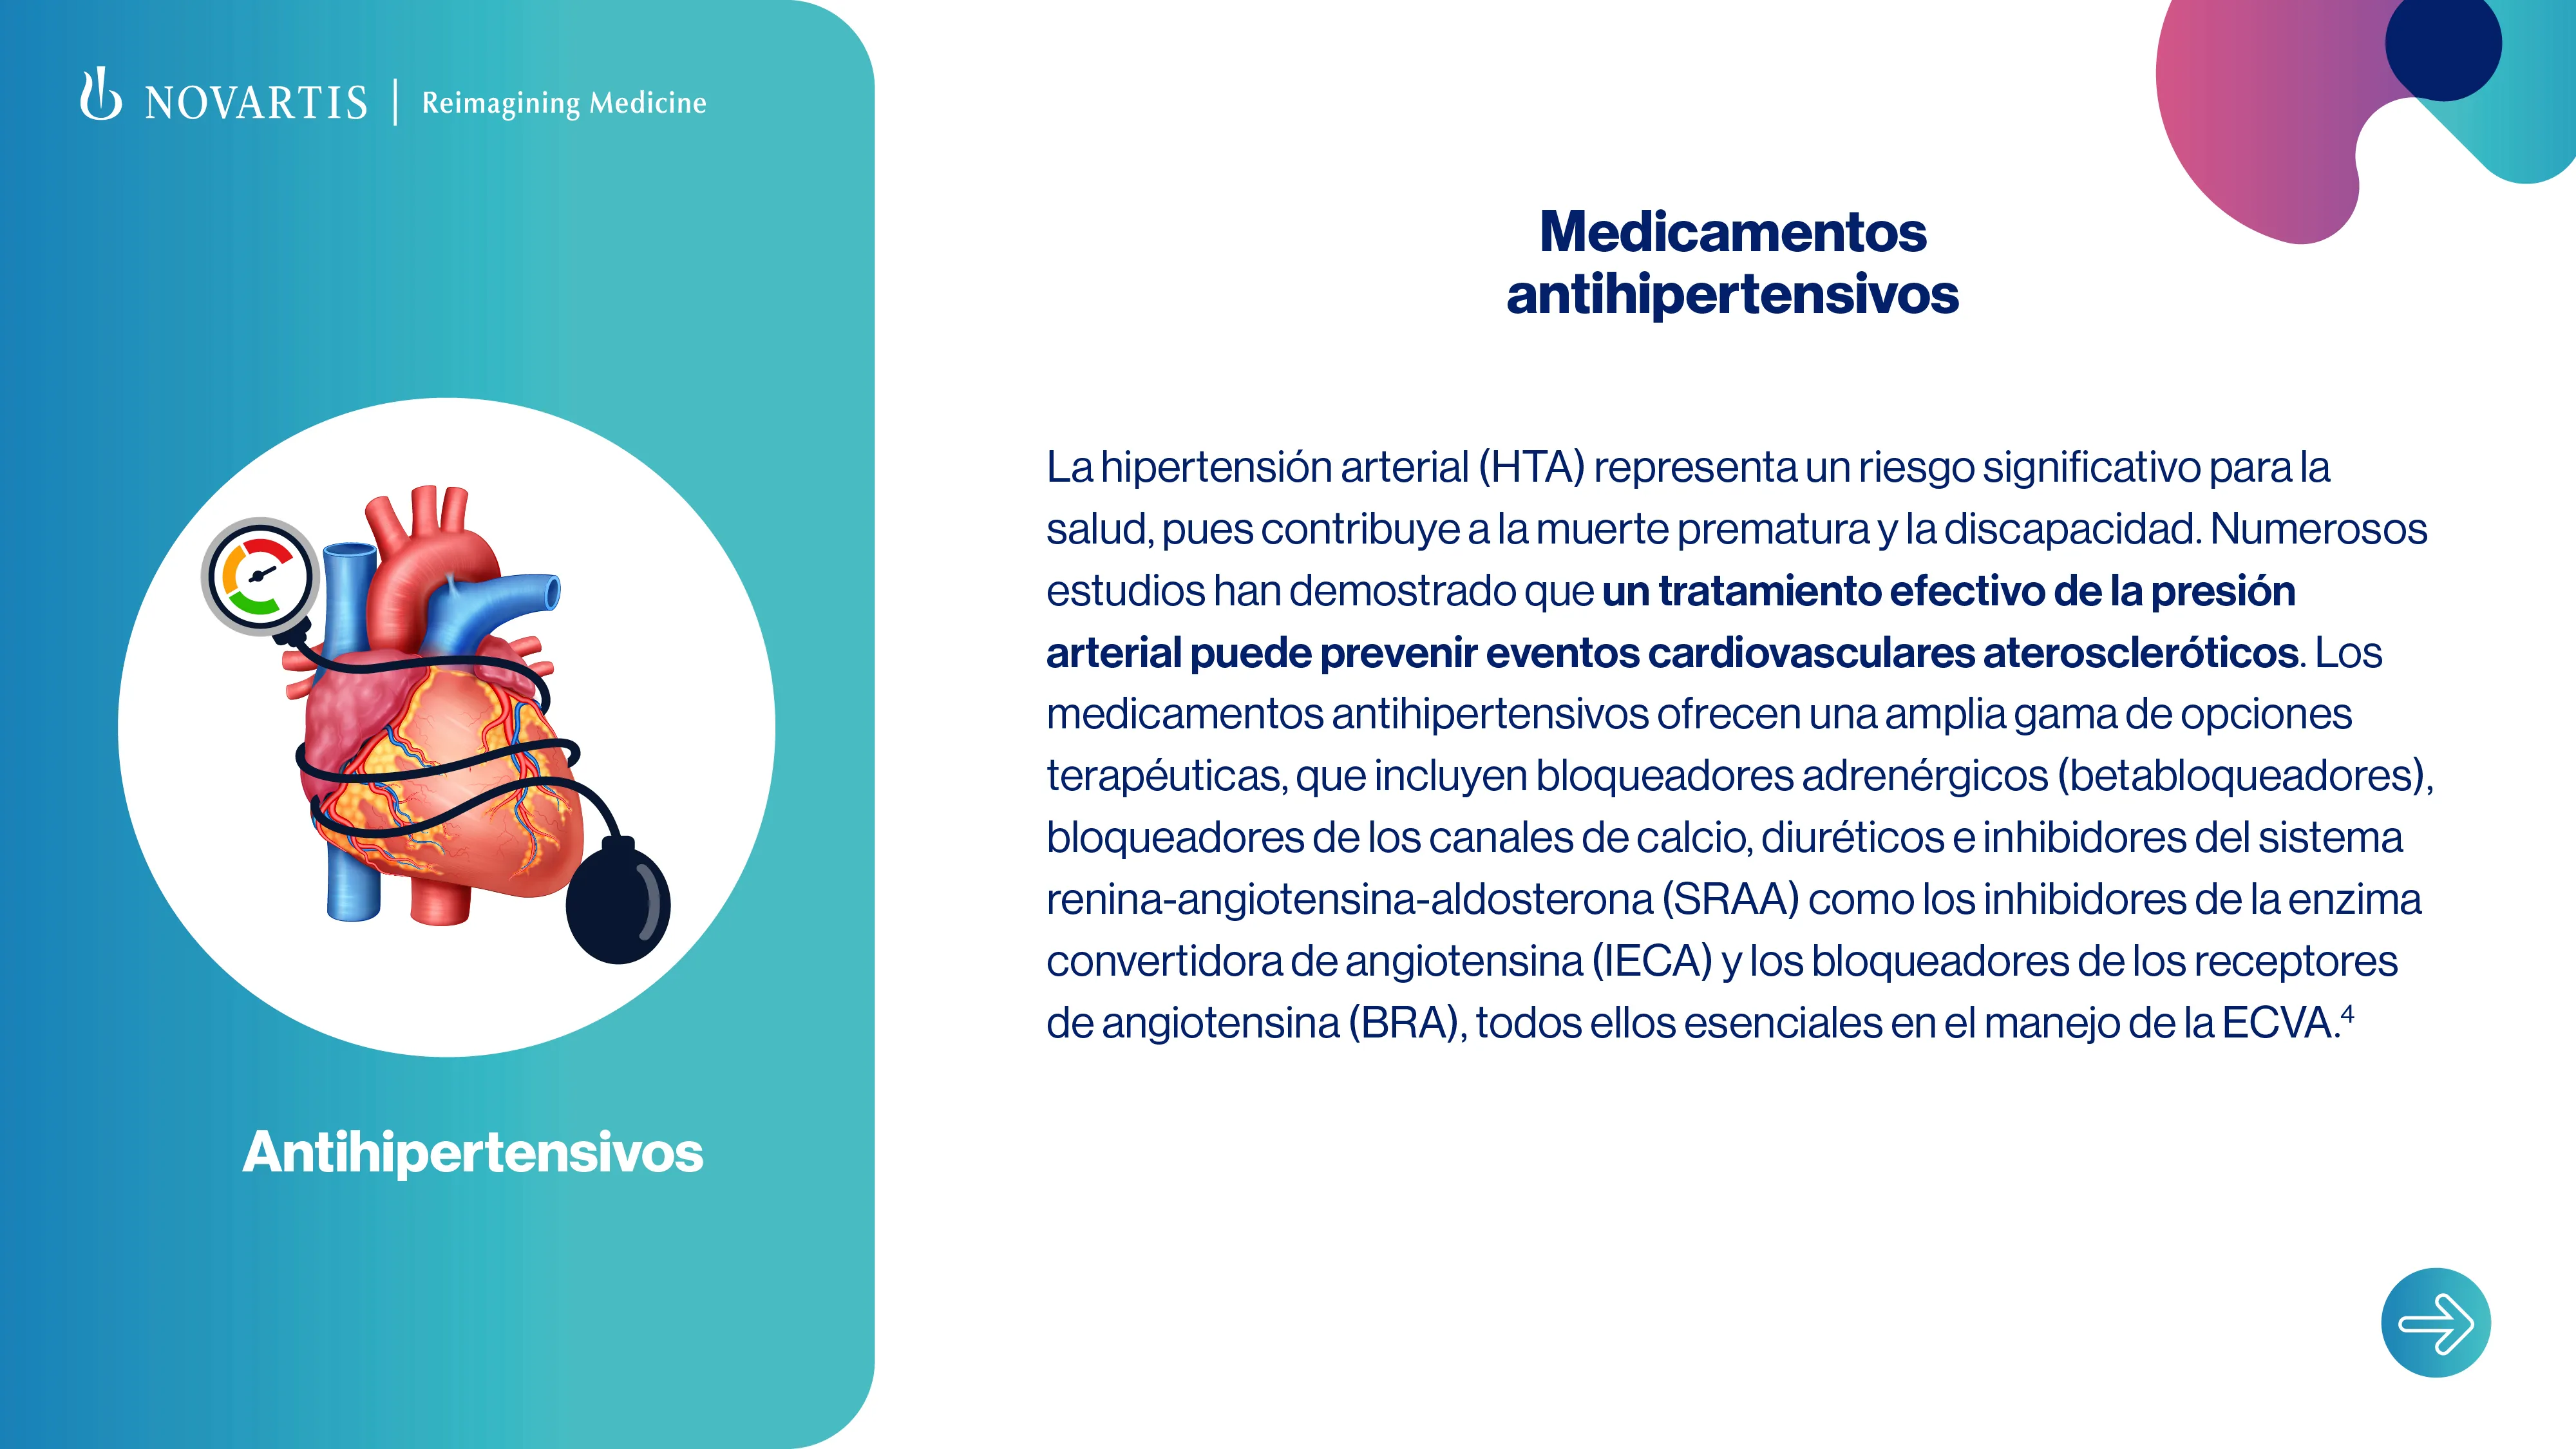 NOVARTIS | Reimagining Medicine
Antihipertensivos
Medicamentos
antihipertensivos
La hipertensión arterial (HTA) representa un riesgo significativo para la
salud, pues contribuye a la muerte prematura y la discapacidad. Numerosos
estudios han demostrado que un tratamiento efectivo de la presión
arterial puede prevenir eventos cardiovasculares ateroscleróticos. Los
medicamentos antihipertensivos ofrecen una amplia gama de opciones
terapéuticas, que incluyen bloqueadores adrenérgicos (betabloqueadores),
bloqueadores de los canales de calcio, diuréticos e inhibidores del sistema
renina-angiotensina-aldosterona (SRAA) como los inhibidores de la enzima
convertidora de angiotensina (IECA) y los bloqueadores de los receptores
de angiotensina (BRA), todos ellos esenciales en el manejo de la ECVA.⁴